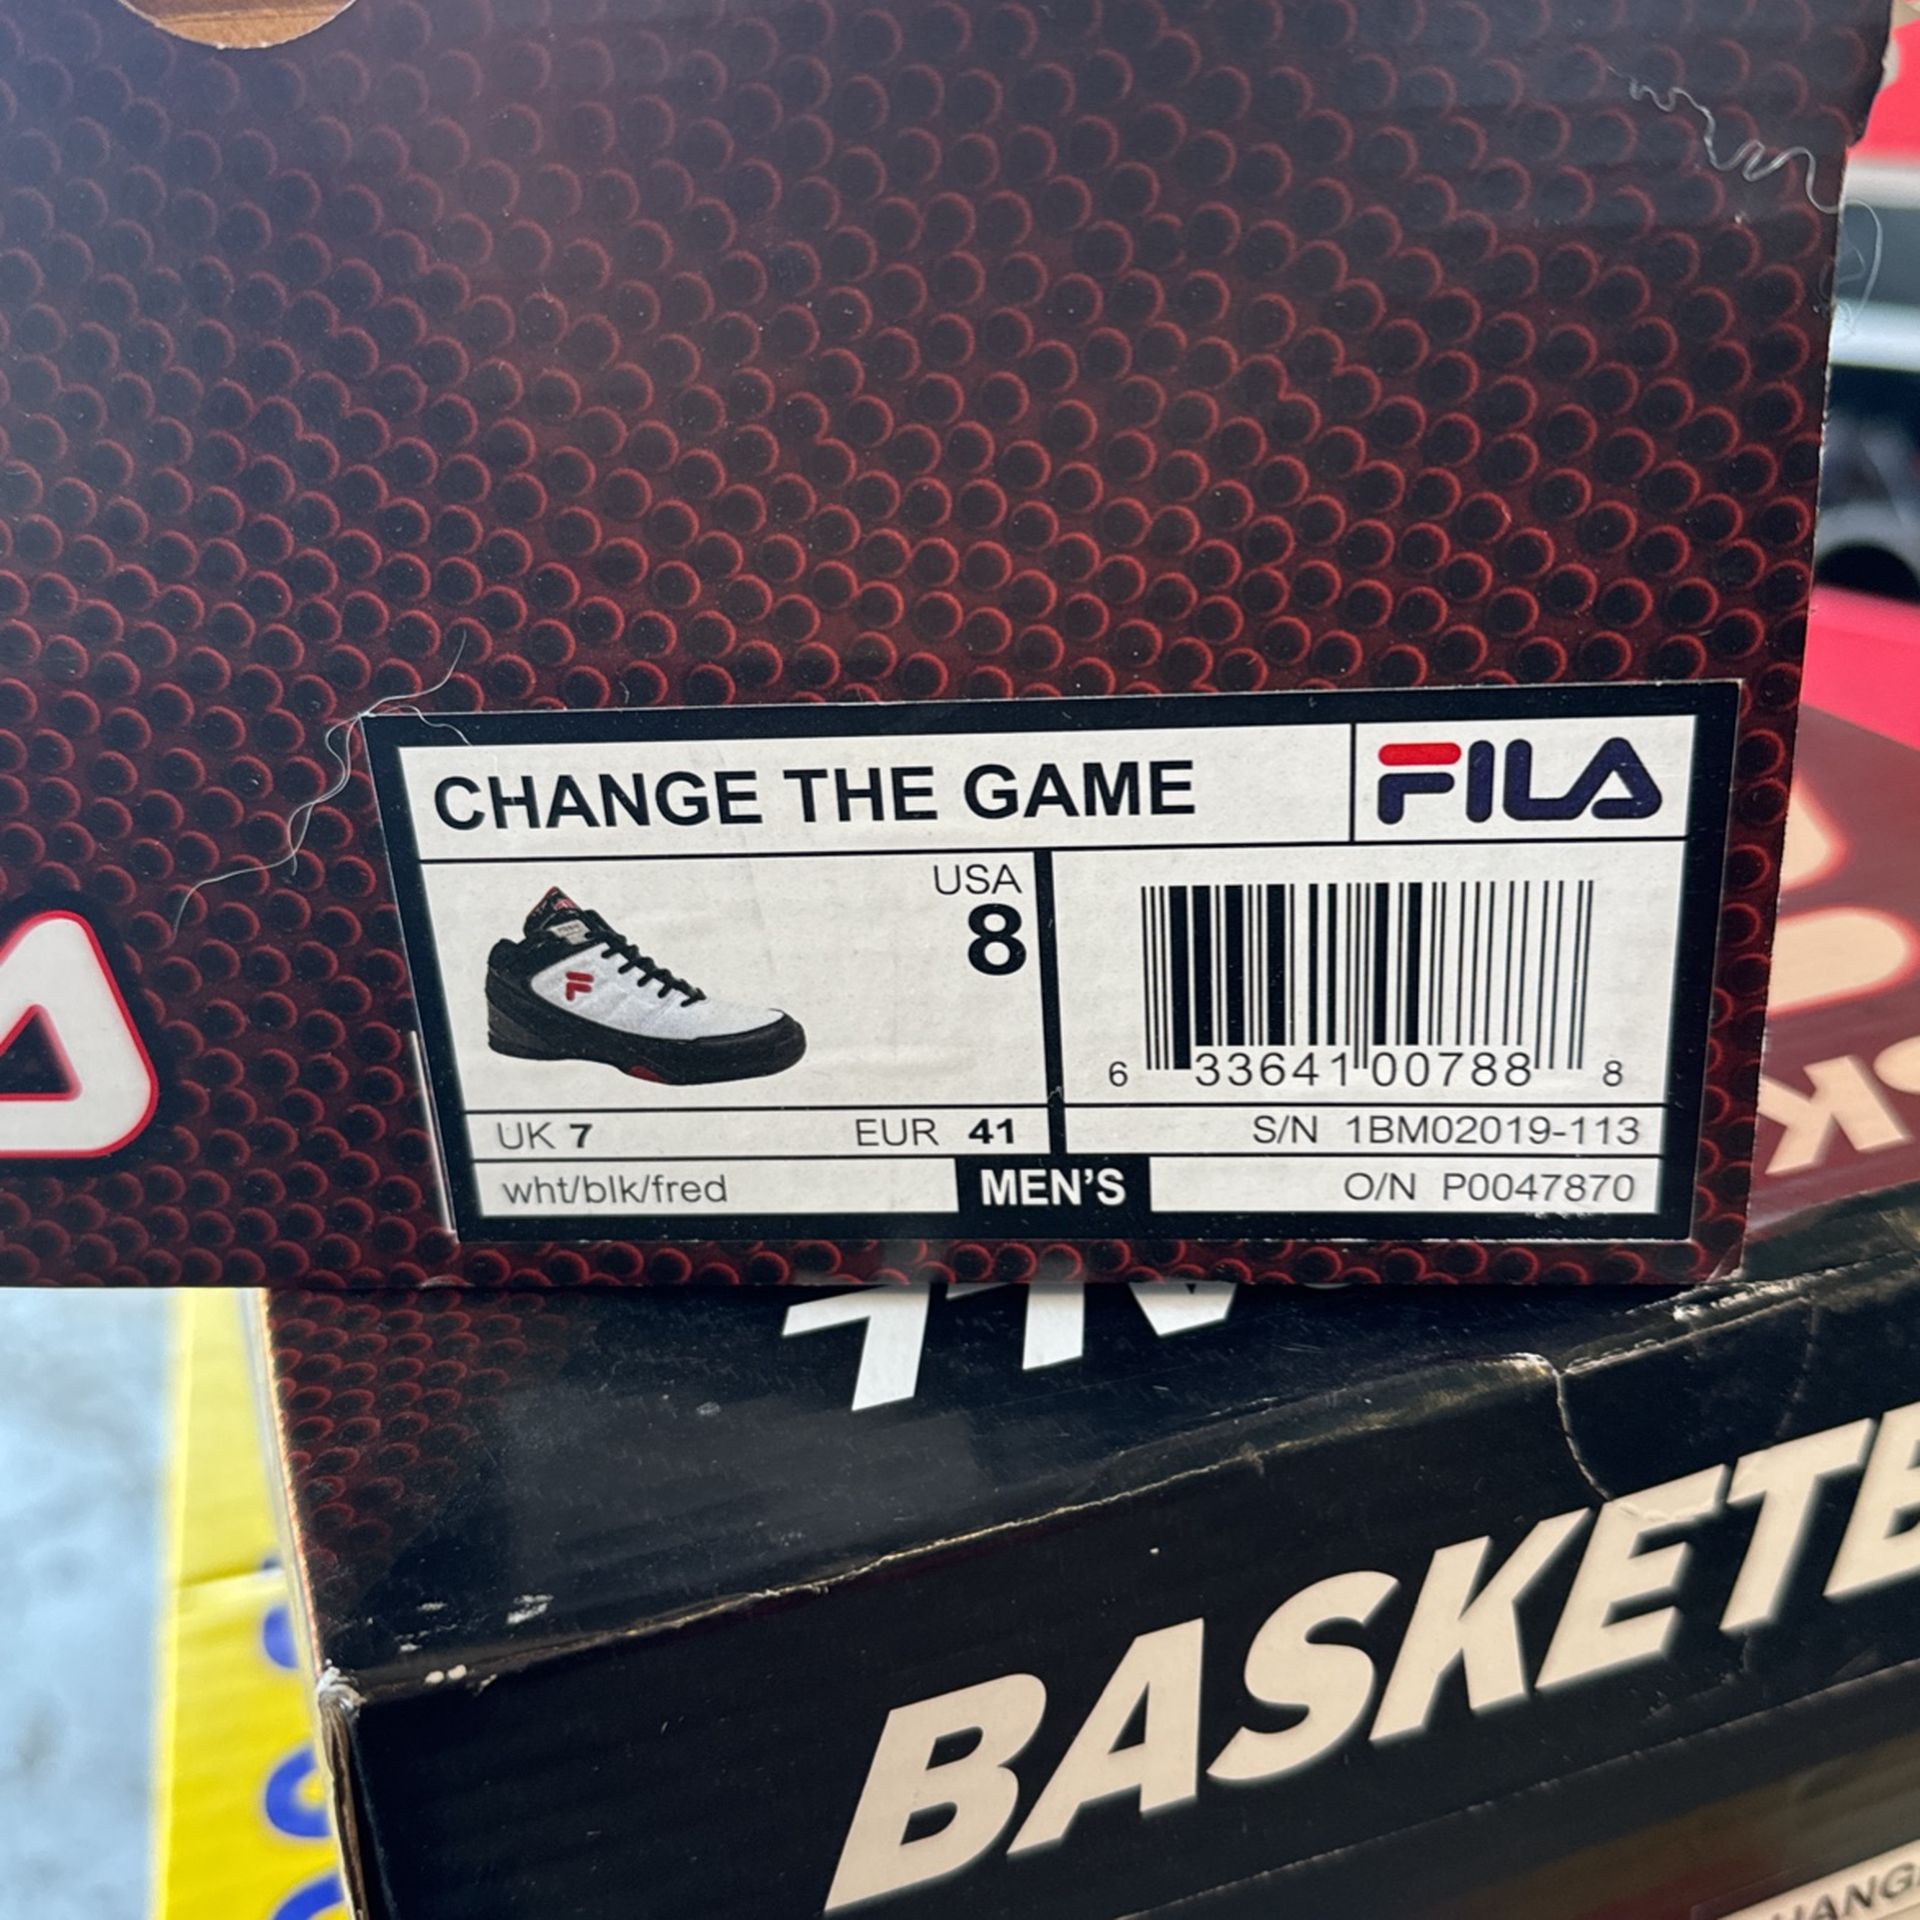 CHANGE THE GAME
FILA
USA
8
6 33641 00788 8
UK 7 EUR 41
S/N 1BM02019-113
wht/blk/fred
MEN'S
O/N P0047870
BASKETB